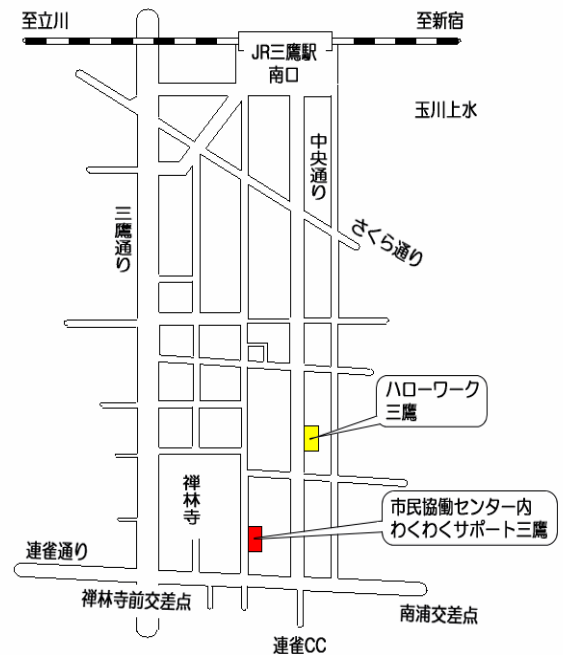 至立川
至新宿
JR三鷹駅
南口
玉川上水
中央通り
三鷹通り
さくら通り
ハローワーク
三鷹
禅林寺
市民協働センター内
わくわくサポート三鷹
連雀通り
禅林寺前交差点
南浦交差点
連雀CC